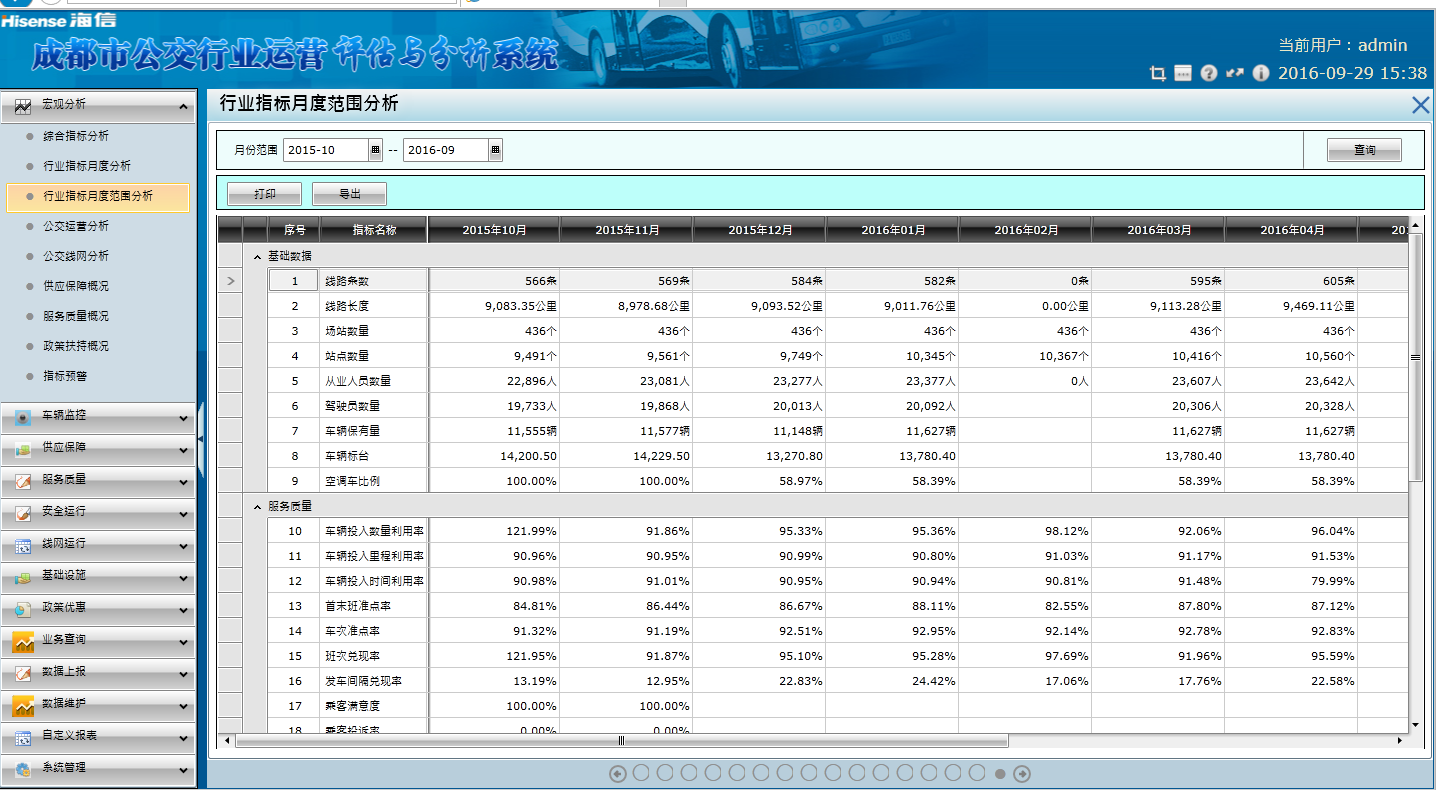 Hisense 海信
成都市公交行业运营评估与分析系统
当前用户：admin
2016-09-29 15:38
宏观分析
综合指标分析
行业指标月度分析
行业指标月度范围分析
公交运营分析
公交线网分析
供应保障概况
服务质量概况
政策扶持概况
指标预警
车辆监控
供应保障
服务质量
安全运行
线网运行
基础设施
政策优惠
业务查询
数据上报
数据维护
自定义报表
系统管理
行业指标月度范围分析
月份范围 2015-10 -- 2016-09 查询
打印 导出
序号 指标名称 2015年10月 2015年11月 2015年12月 2016年01月 2016年02月 2016年03月 2016年04月 20
基础数据
1 线路条数 566条 569条 584条 582条 0条 595条 605条
2 线路长度 9,083.35公里 8,978.68公里 9,093.52公里 9,011.76公里 0.00公里 9,113.28公里 9,469.11公里
3 场站数量 436个 436个 436个 436个 436个 436个 436个
4 站点数量 9,491个 9,561个 9,749个 10,345个 10,367个 10,416个 10,560个
5 从业人员数量 22,896人 23,081人 23,277人 23,377人 0人 23,607人 23,642人
6 驾驶员数量 19,733人 19,868人 20,013人 20,092人 20,306人 20,328人
7 车辆保有量 11,555辆 11,577辆 11,148辆 11,627辆 11,627辆 11,627辆
8 车辆标台 14,200.50 14,229.50 13,270.80 13,780.40 13,780.40 13,780.40
9 空调车比例 100.00% 100.00% 58.97% 58.39% 58.39% 58.39%
服务质量
10 车辆投入数量利用率 121.99% 91.86% 95.33% 95.36% 98.12% 92.06% 96.04%
11 车辆投入里程利用率 90.96% 90.95% 90.99% 90.80% 91.03% 91.17% 91.53%
12 车辆投入时间利用率 90.98% 91.01% 90.95% 90.94% 90.81% 91.48% 79.99%
13 首末班准点率 84.81% 86.44% 86.67% 88.11% 82.55% 87.80% 87.12%
14 车次准点率 91.32% 91.19% 92.51% 92.95% 92.14% 92.78% 92.83%
15 班次兑现率 121.95% 91.87% 95.10% 95.28% 97.69% 91.96% 95.59%
16 发车间隔兑现率 13.19% 12.95% 22.83% 24.42% 17.06% 17.76% 22.58%
17 乘客满意度 100.00% 100.00%
18 乘客投诉率 0.00% 0.00%